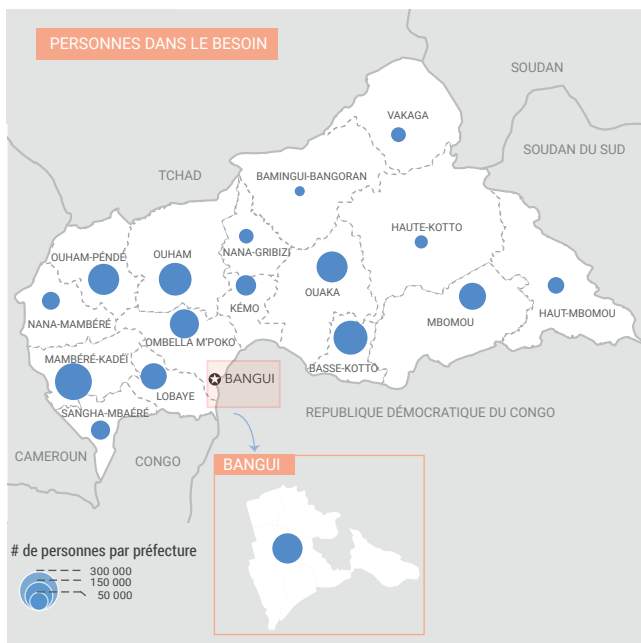 PERSONNES DANS LE BESOIN
SOUDAN
VAKAGA
SOUDAN DU SUD
TCHAD
BAMINGUI-BANGORAN
HAUTE-KOTTO
OUHAM
NANA-GRIBIZI
OUHAM-PÉNDÉ
OUAKA
NANA-MAMBÉRÉ
KÉMO
MBOMOU
HAUT-MBOMOU
OMBELLA M'POKO
MAMBÉRÉ-KADÉÏ
BASSE-KOTTO
BANGUI
LOBAYE
SANGHA-MBAÉRÉ
REPUBLIQUE DÉMOCRATIQUE DU CONGO
CAMEROUN
CONGO
BANGUI
# de personnes par préfecture
300 000
150 000
50 000